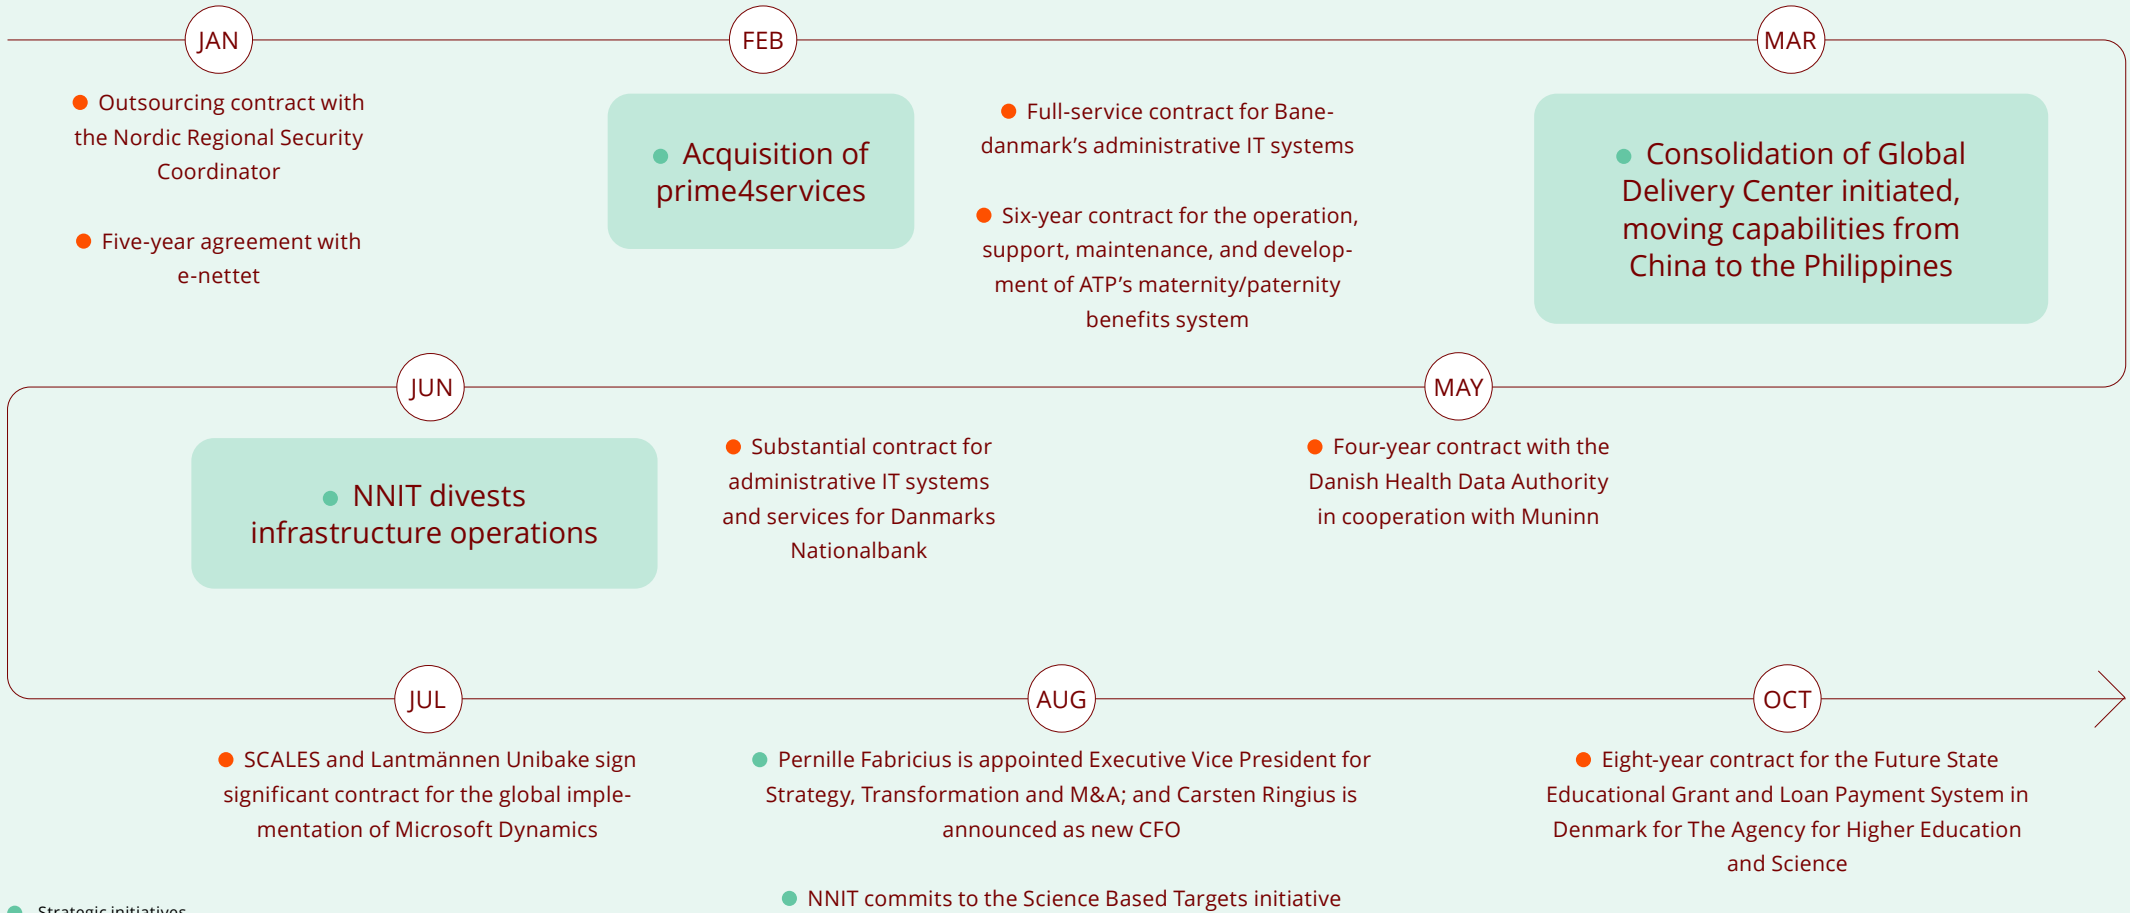 JAN
● Outsourcing contract with
the Nordic Regional Security
Coordinator
● Five-year agreement with
e-nettet
FEB
● Acquisition of
prime4services
● Full-service contract for Bane-
danmark’s administrative IT systems
● Six-year contract for the operation,
support, maintenance, and develop-
ment of ATP’s maternity/paternity
benefits system
MAR
● Consolidation of Global
Delivery Center initiated,
moving capabilities from
China to the Philippines
MAY
● Four-year contract with the
Danish Health Data Authority
in cooperation with Muninn
JUN
● NNIT divests
infrastructure operations
● Substantial contract for
administrative IT systems
and services for Danmarks
Nationalbank
JUL
● SCALES and Lantmännen Unibake sign
significant contract for the global imple-
mentation of Microsoft Dynamics
AUG
● Pernille Fabricius is appointed Executive Vice President for
Strategy, Transformation and M&A; and Carsten Ringius is
announced as new CFO
● NNIT commits to the Science Based Targets initiative
OCT
● Eight-year contract for the Future State
Educational Grant and Loan Payment System in
Denmark for The Agency for Higher Education
and Science
● Strategic initiatives